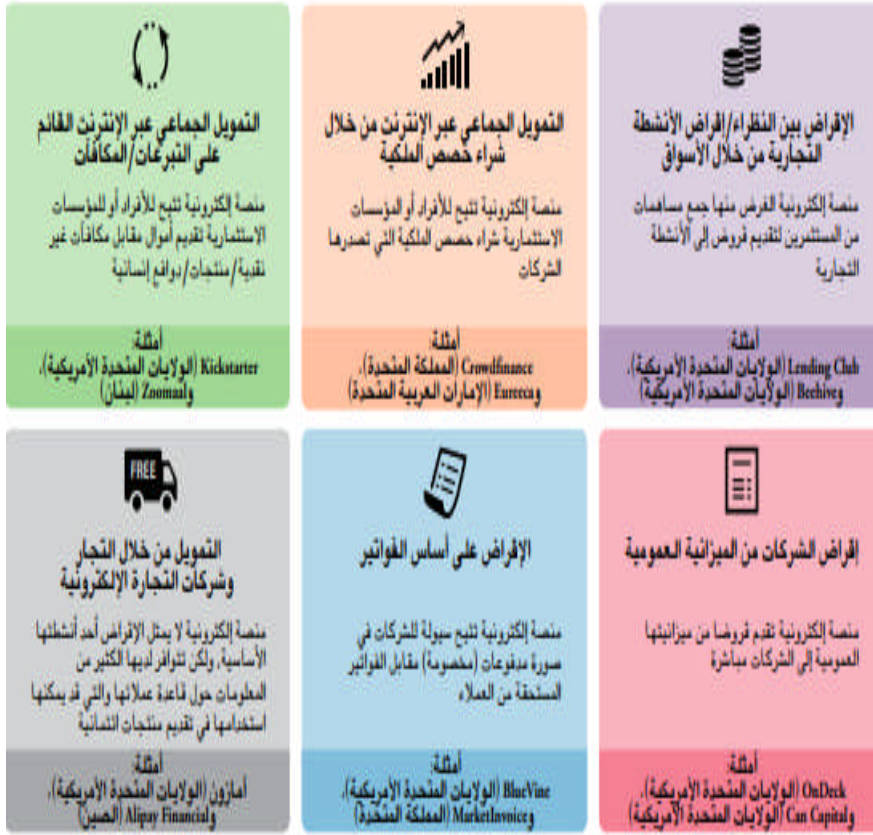 الإقراض بين النظراء/إقراض الأنشطة
التجارية من خلال الأسواق
منصة إلكترونية الغرض منها جمع مساهمات
من المستثمرين لتقديم قروض إلى الأنشطة
التجارية
أمثلة:
Lending Club (الولايات المتحدة الأمريكية)،
وBeehive (الولايات المتحدة الأمريكية)
التمويل الجماعي عبر الإنترنت من خلال
شراء حصص الملكية
منصة إلكترونية تتيح للأفراد أو المؤسسات
الاستثمارية شراء حصص الملكية التي تصدرها
الشركات
أمثلة:
Crowdfinance (المملكة المتحدة)،
وEureeca (الإمارات العربية المتحدة)
التمويل الجماعي عبر الإنترنت القائم
على التبرعات/المكافآت
منصة إلكترونية تتيح للأفراد أو للمؤسسات
الاستثمارية تقديم أموال مقابل مكافآت غير
نقدية/منتجات/دوافع إنسانية
أمثلة:
Kickstarter (الولايات المتحدة الأمريكية)،
وZoomaal (لبنان)
إقراض الشركات من الميزانية العمومية
منصة إلكترونية تقدم قروضا من ميزانيتها
العمومية إلى الشركات مباشرة
أمثلة:
OnDeck (الولايات المتحدة الأمريكية)،
وCan Capital (الولايات المتحدة الأمريكية)
الإقراض على أساس الفواتير
منصة إلكترونية تتيح سيولة للشركات في
صورة مدفوعات (مخصومة) مقابل الفواتير
المستحقة من العملاء
أمثلة:
BlueVine (الولايات المتحدة الأمريكية)،
وMarketInvoice (المملكة المتحدة)
FREE
التمويل من خلال التجار
وشركات التجارة الإلكترونية
منصة إلكترونية لا يمثل الإقراض أحد أنشطتها
الأساسية، ولكن تتوافر لديها الكثير من
المعلومات حول قاعدة عملائها والتي قد يمكنها
استخدامها في تقديم منتجات ائتمانية
أمثلة:
أمازون (الولايات المتحدة الأمريكية)،
وAlipay Financial (الصين)